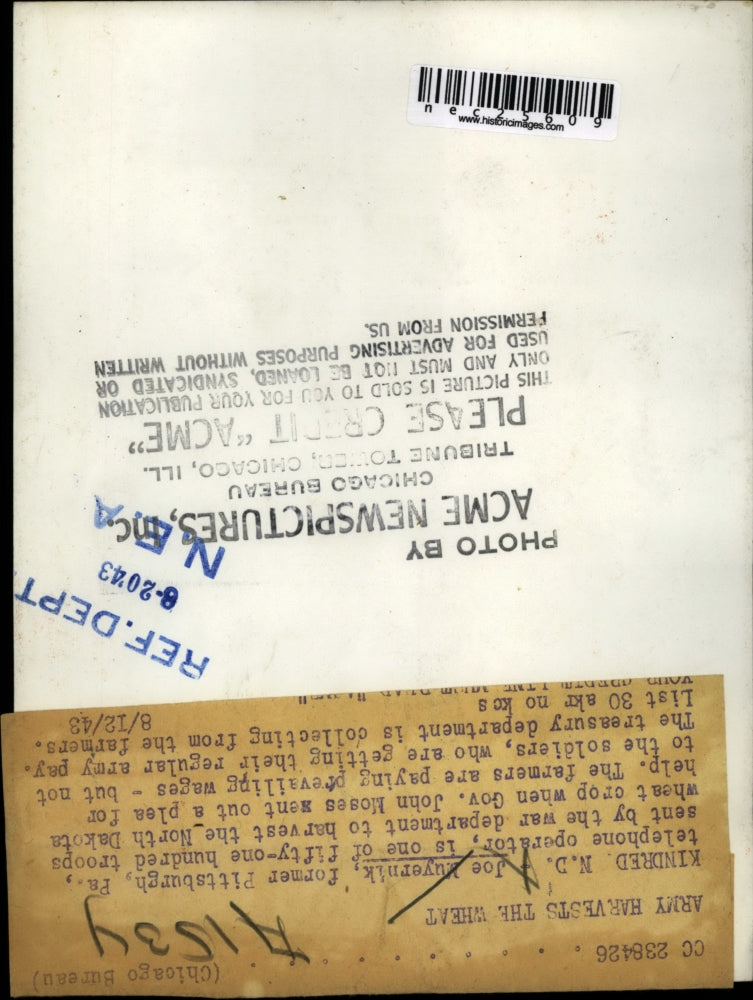 nec25609
www.historicimages.com
CC 238426 (Chicago Bureau)
ARMY HARVESTS THE WHEAT
KINDRED N.D. Joe , former Pittsburgh, Pa.,
telephone operator, is one of fifty-one hundred troops
sent by the war department to harvest the North Dakota
wheat crop when Gov. John Moses sent out a plea for
help. The farmers are paying prevailing wages - but not
to the soldiers, who are getting their regular army pay.
The treasury department is collecting from the farmers.
List 30 akr no kcs 8/12/43
YOUR CREDIT LINE MUST READ "ACME"
REF. DEPT
8-20 43
N. E. A
PHOTO BY
ACME NEWSPICTURES, Inc.
CHICAGO BUREAU
TRIBUNE TOWER, CHICAGO, ILL.
PLEASE CREDIT "ACME"
THIS PICTURE IS SOLD TO YOU FOR YOUR PUBLICATION
ONLY AND MUST NOT BE LOANED, SYNDICATED OR
USED FOR ADVERTISING PURPOSES WITHOUT WRITTEN
PERMISSION FROM US.